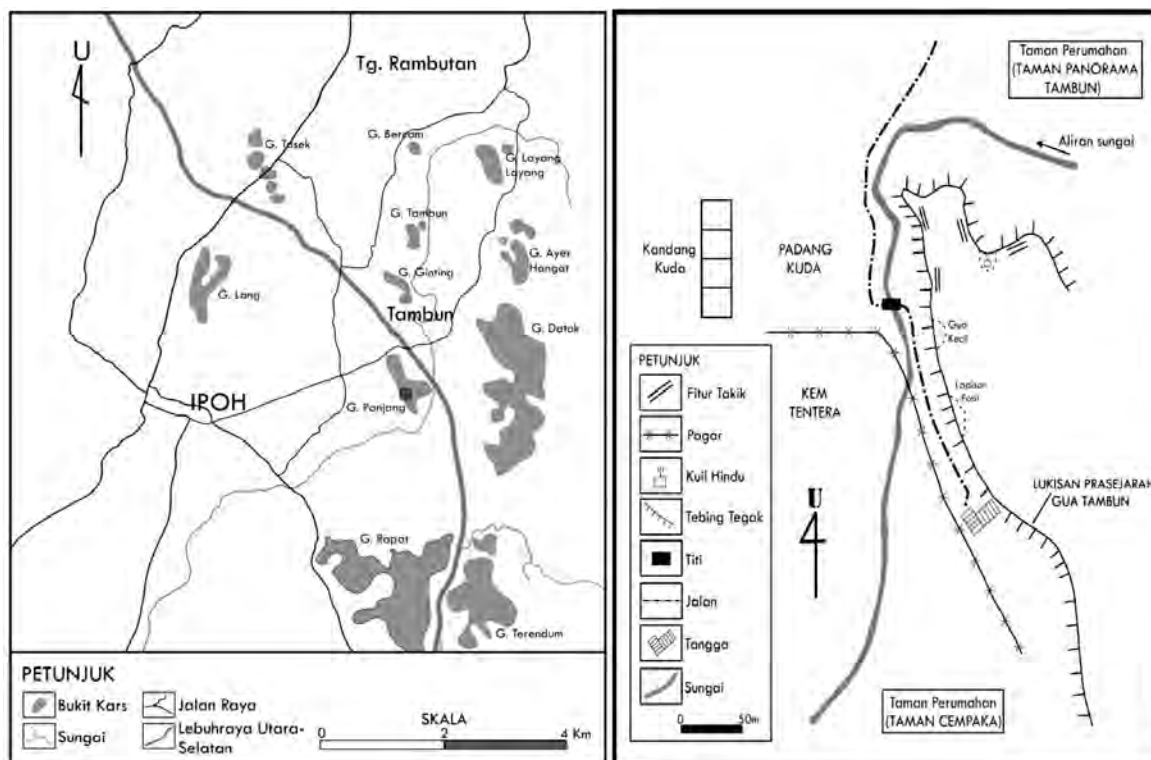 U
Tg. Rambutan
G. Tasek
G. Bercam
G. Layang
Layang
G. Tambun
G. Ayer
Hangat
G. Ginting
G. Lang
Tambun
G. Datok
IPOH
G. Panjang
G. Rapat
G. Terendum
PETUNJUK
Bukit Kars
Jalan Raya
Sungai
Lebuhraya Utara-
Selatan
SKALA
0 2 4 Km
Taman Perumahan
(TAMAN PANORAMA
TAMBUN)
Aliran sungai
Kandang
Kuda
PADANG
KUDA
Gua
Kecil
Lapisan
Fosil
KEM
TENTERA
PETUNJUK
Fitur Takik
Pagar
Kuil Hindu
Tebing Tegak
Titi
Jalan
Tangga
Sungai
0 50m
U
LUKISAN PRASEJARAH
GUA TAMBUN
Taman Perumahan
(TAMAN CEMPAKA)